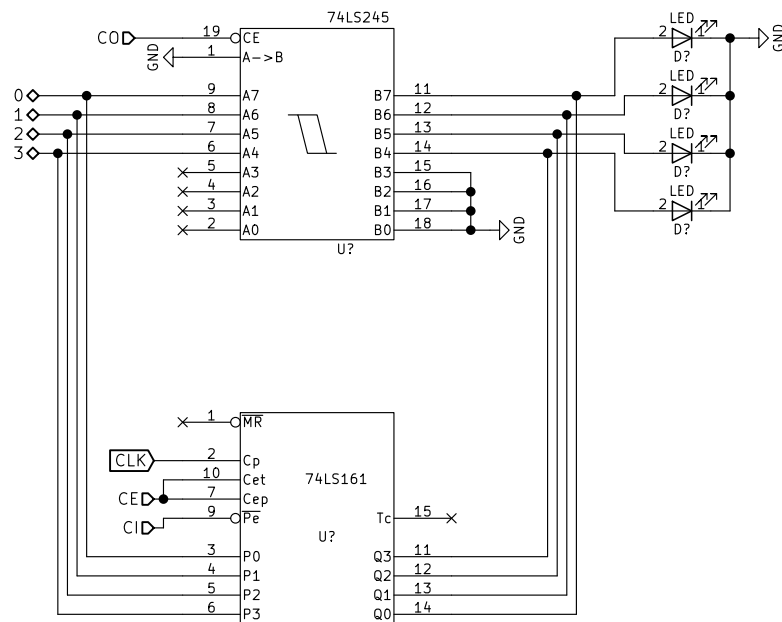 74LS245
CO 19 CE
GND 1 A->B
0 9 A7 B7 11
1 8 A6 B6 12
2 7 A5 B5 13
3 6 A4 B4 14
5 A3 B3 15
4 A2 B2 16
3 A1 B1 17
2 A0 B0 18
GND
U?
LED
2 1
D?
GND
LED
2 1
D?
LED
2 1
D?
LED
2 1
D?
1 MR
CLK 2 Cp
10 Cet
74LS161
CE 7 Cep
CI 9 Pe
Tc 15
U?
3 P0 Q3 11
4 P1 Q2 12
5 P2 Q1 13
6 P3 Q0 14